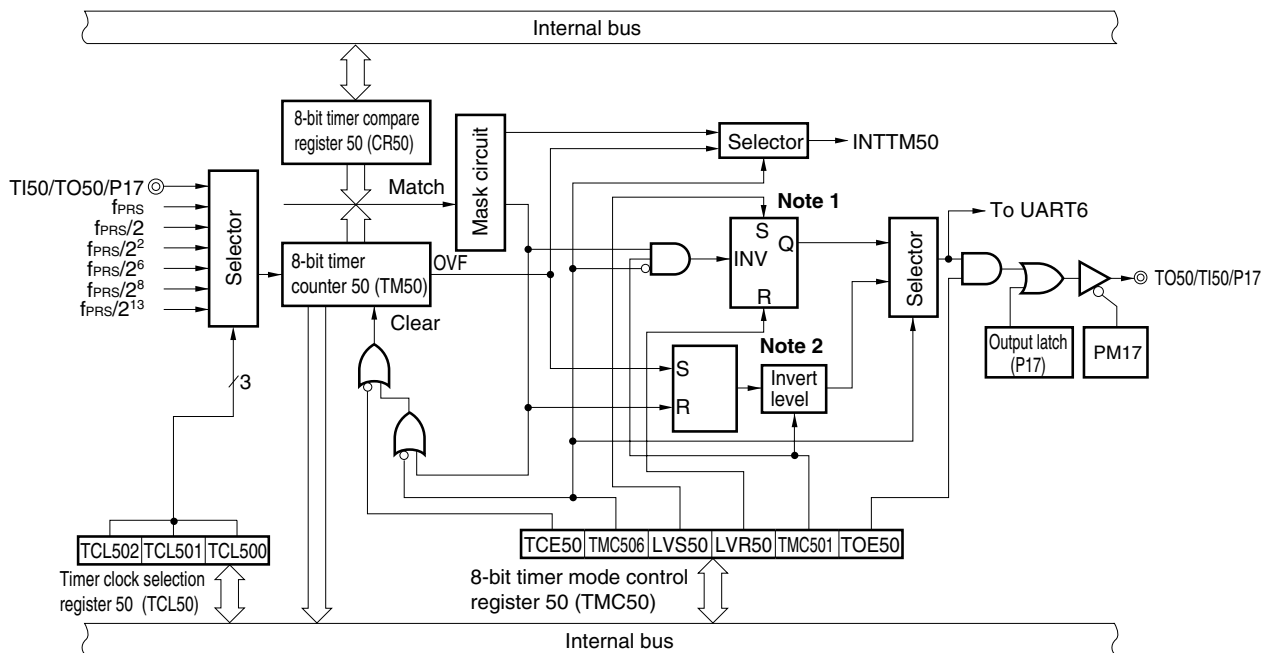 Internal bus
8-bit timer compare
register 50 (CR50)
Mask circuit
Selector
INTTM50
TI50/TO50/P17
fPRS
fPRS/2
fPRS/2²
fPRS/2⁶
fPRS/2⁸
fPRS/2¹³
Selector
Match
8-bit timer
counter 50 (TM50)
OVF
Clear
Note 1
S
Q
INV
R
Selector
To UART6
TO50/TI50/P17
Output latch
(P17)
PM17
Note 2
S
R
Invert
level
3
TCL502 TCL501 TCL500
Timer clock selection
register 50 (TCL50)
TCE50 TMC506 LVS50 LVR50 TMC501 TOE50
8-bit timer mode control
register 50 (TMC50)
Internal bus